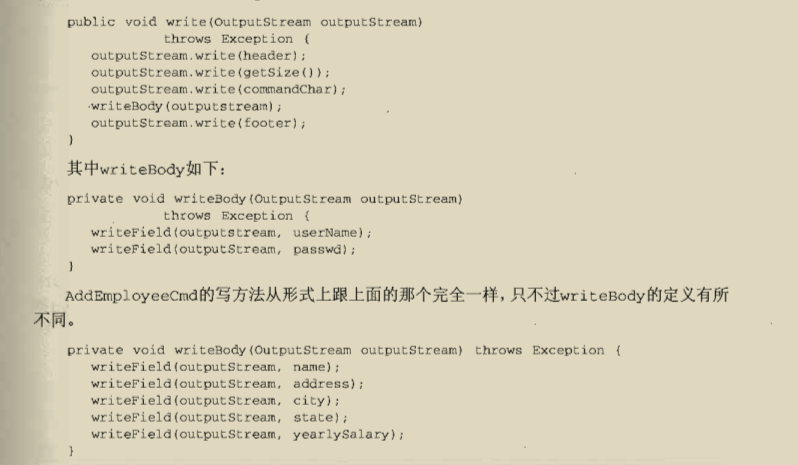 public void write(OutputStream outputStream)
throws Exception {
outputStream.write(header);
outputStream.write(getSize());
outputStream.write(commandChar);
writeBody(outputstream);
outputStream.write(footer);
}
其中writeBody如下：
private void writeBody(OutputStream outputStream)
throws Exception {
writeField(outputstream, userName);
writeField(outputStream, passwd);
}
AddEmployeeCmd的写方法从形式上跟上面的那个完全一样，只不过writeBody的定义有所
不同。
private void writeBody(OutputStream outputStream) throws Exception {
writeField(outputStream, name);
writeField(outputStream, address);
writeField(outputStream, city);
writeField(outputStream, state);
writeField(outputStream, yearlySalary);
}